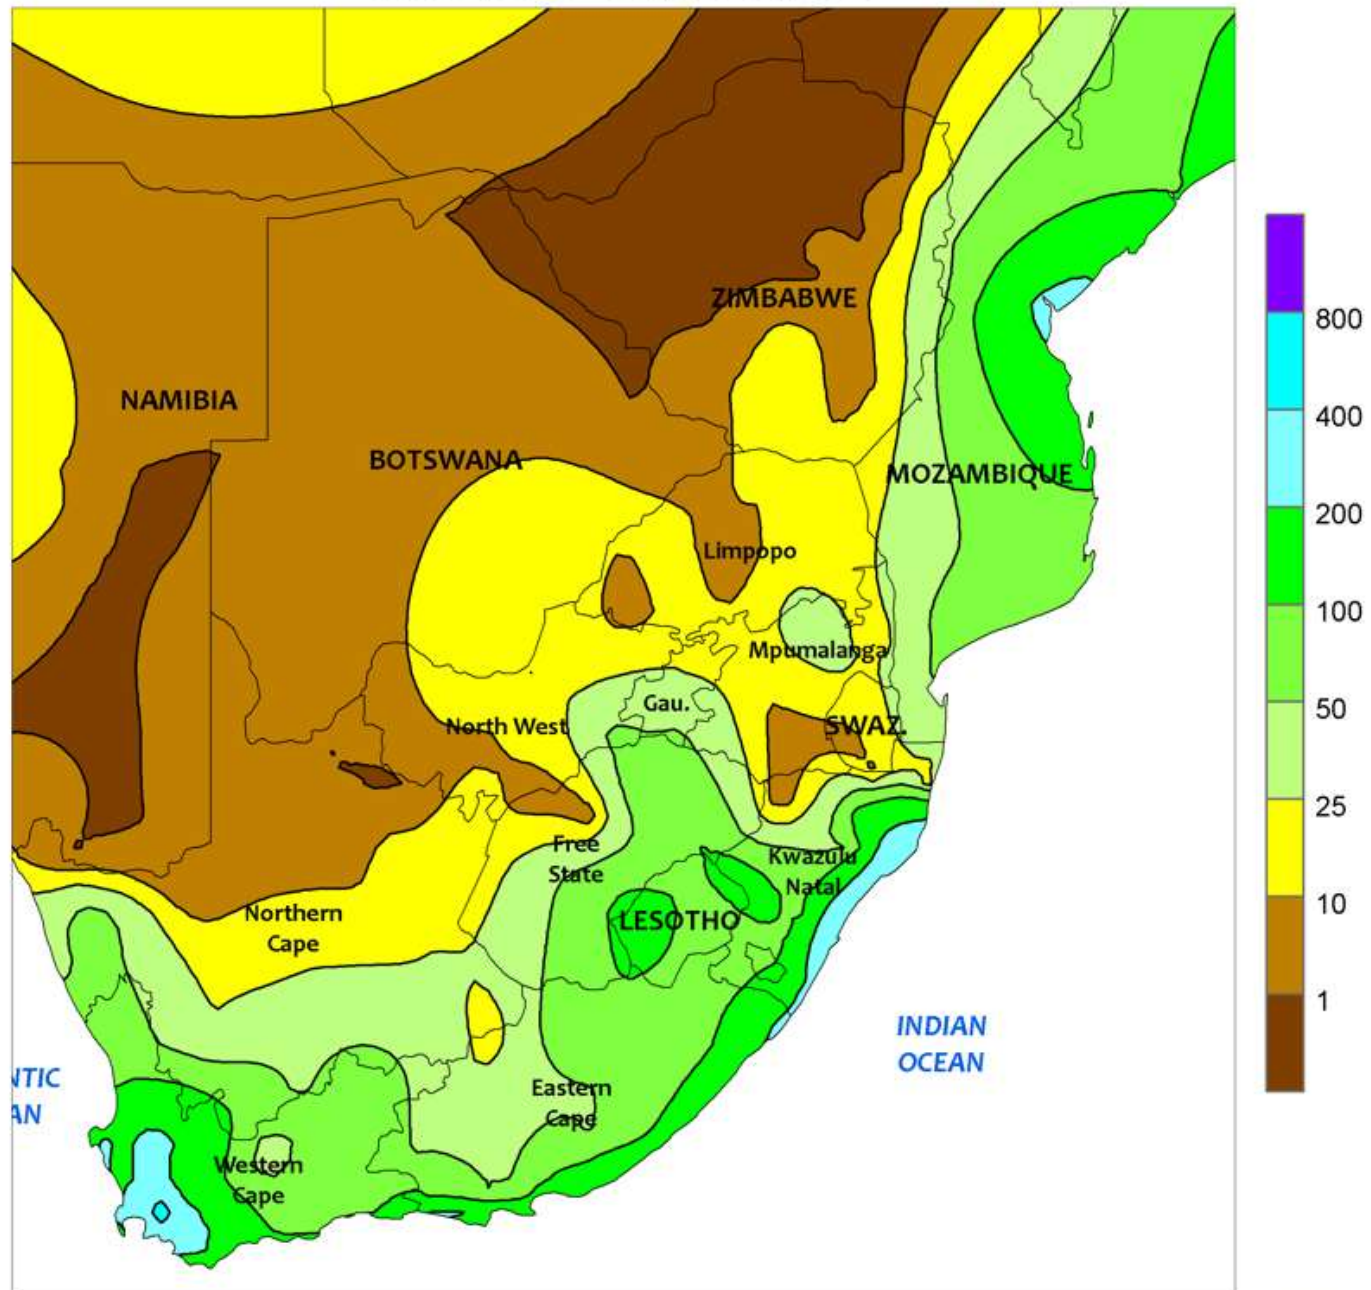 ZIMBABWE
800
NAMIBIA
400
BOTSWANA
MOZAMBIQUE
200
Limpopo
100
Mpumalanga
Gau.
50
North West
SWAZ.
25
Free
State
Kwazulu
Natal
10
Northern
Cape
LESOTHO
1
INDIAN
OCEAN
NTIC
AN
Eastern
Cape
Western
Cape